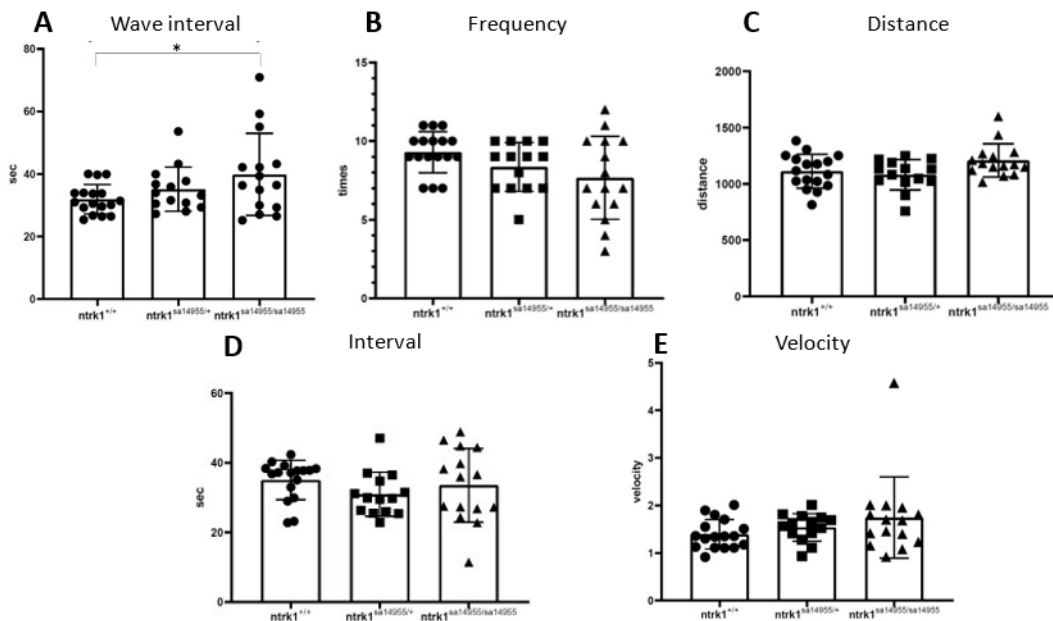 A Wave interval
*
80
60
40
20
0
sec
ntrk1+/+ ntrk1sa14955/+ ntrk1sa14955/sa14955
B Frequency
15
10
5
0
times
ntrk1+/+ ntrk1sa14955/+ ntrk1sa14955/sa14955
C Distance
2000
1500
1000
500
0
distance
ntrk1+/+ ntrk1sa14955/+ ntrk1sa14955/sa14955
D Interval
60
40
20
0
sec
ntrk1+/+ ntrk1sa14955/+ ntrk1sa14955/sa14955
E Velocity
5
4
3
2
1
0
velocity
ntrk1+/+ ntrk1sa14955/+ ntrk1sa14955/sa14955